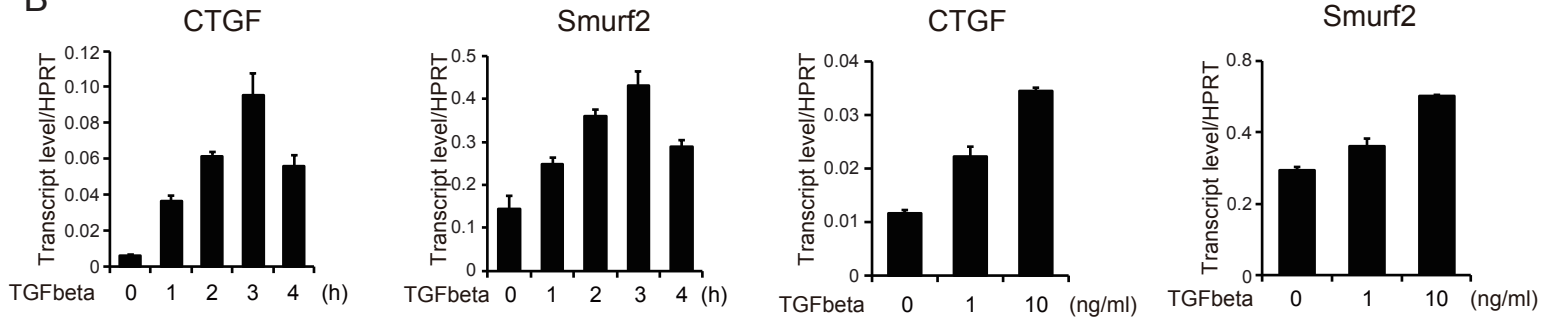 B
CTGF
Transcript level/HPRT
0.12
0.10
0.08
0.06
0.04
0.02
0
TGFbeta 0 1 2 3 4 (h)
Smurf2
Transcript level/HPRT
0.5
0.4
0.3
0.2
0.1
0
TGFbeta 0 1 2 3 4 (h)
CTGF
Transcript level/HPRT
0.04
0.03
0.02
0.01
0
TGFbeta 0 1 10 (ng/ml)
Smurf2
Transcript level/HPRT
0.8
0.4
0.2
0
TGFbeta 0 1 10 (ng/ml)